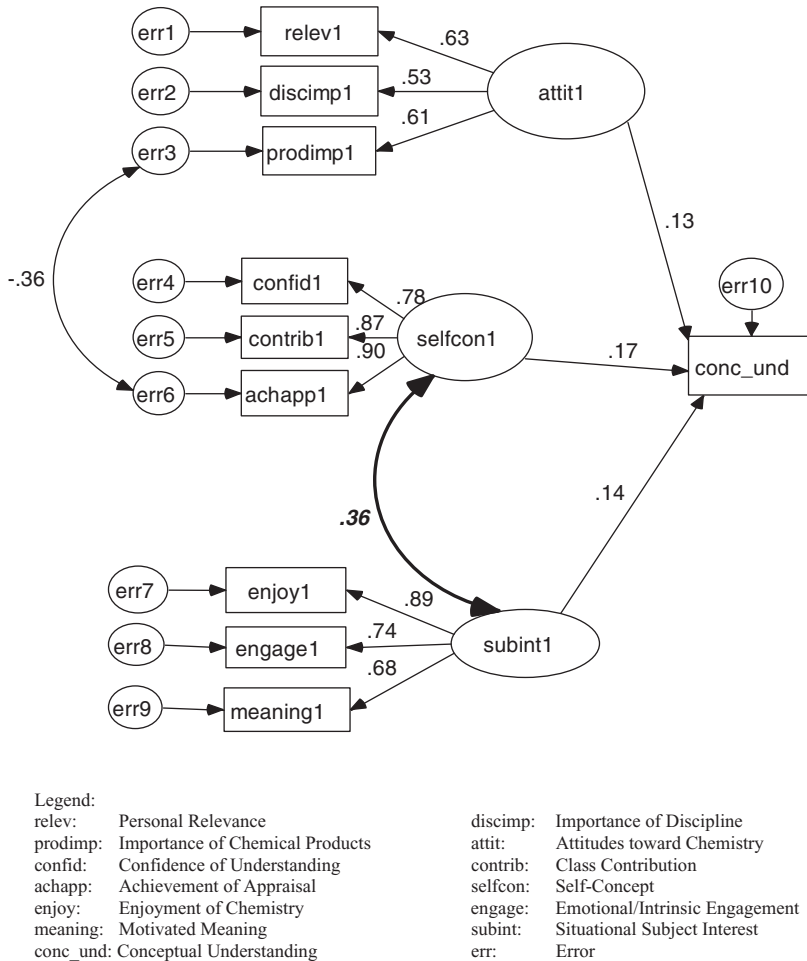 err1 relev1
.63
err2 discimp1 .53 attit1
.61
err3 prodimp1
.13
-.36
err4 confid1 err10
.78
err5 contrib1 .87 selfcon1
.90
.17 conc_und
err6 achapp1
.14
.36
err7 enjoy1 .89
err8 engage1 .74 subint1
.68
err9 meaning1
Legend:
relev: Personal Relevance discimp: Importance of Discipline
prodimp: Importance of Chemical Products attit: Attitudes toward Chemistry
confid: Confidence of Understanding contrib: Class Contribution
achapp: Achievement of Appraisal selfcon: Self-Concept
enjoy: Enjoyment of Chemistry engage: Emotional/Intrinsic Engagement
meaning: Motivated Meaning subint: Situational Subject Interest
conc_und: Conceptual Understanding err: Error